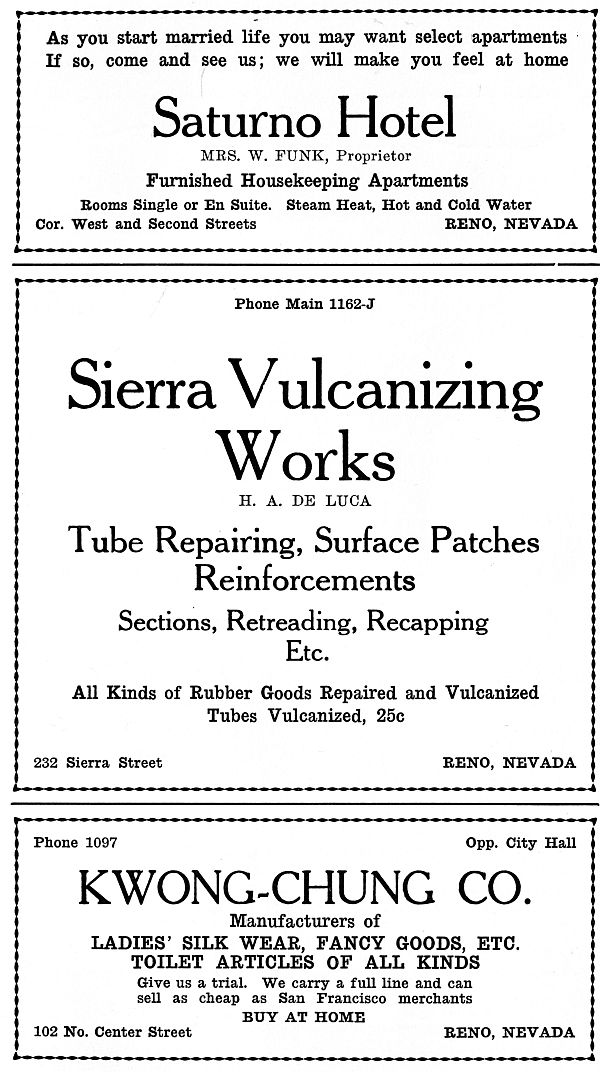 As you start married life you may want select apartments
If so, come and see us; we will make you feel at home
Saturno Hotel
MRS. W. FUNK, Proprietor
Furnished Housekeeping Apartments
Rooms Single or En Suite. Steam Heat, Hot and Cold Water
Cor. West and Second Streets RENO, NEVADA
Phone Main 1162-J
Sierra Vulcanizing
Works
H. A. DE LUCA
Tube Repairing, Surface Patches
Reinforcements
Sections, Retreading, Recapping
Etc.
All Kinds of Rubber Goods Repaired and Vulcanized
Tubes Vulcanized, 25c
232 Sierra Street RENO, NEVADA
Phone 1097 Opp. City Hall
KWONG-CHUNG CO.
Manufacturers of
LADIES' SILK WEAR, FANCY GOODS, ETC.
TOILET ARTICLES OF ALL KINDS
Give us a trial. We carry a full line and can
sell as cheap as San Francisco merchants
BUY AT HOME
102 No. Center Street RENO, NEVADA